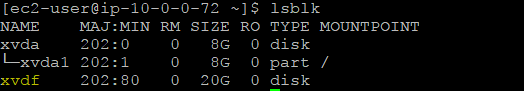 [ec2-user@ip-10-0-0-72 ~]$ lsblk
NAME    MAJ:MIN RM SIZE RO TYPE MOUNTPOINT
xvda    202:0    0   8G  0 disk
└─xvda1 202:1    0   8G  0 part /
xvdf    202:80   0  20G  0 disk